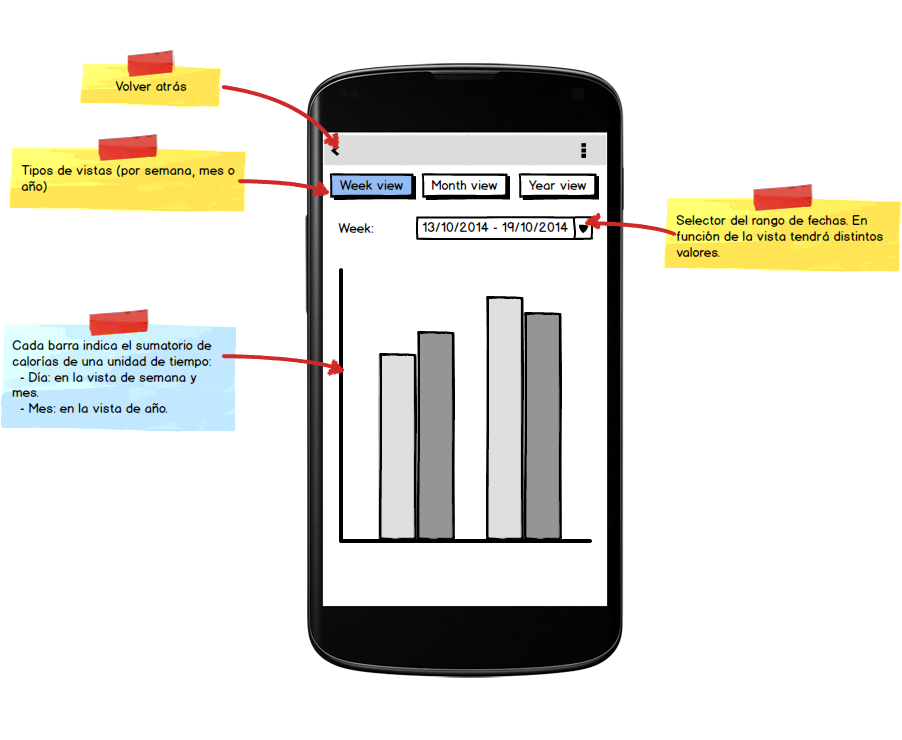 Volver atrás
Tipos de vistas (por semana, mes o
año)
Week view
Month view
Year view
Week:
13/10/2014 - 19/10/2014
Selector del rango de fechas. En
función de la vista tendrá distintos
valores.
Cada barra indica el sumatorio de
calorías de una unidad de tiempo:
- Día: en la vista de semana y
mes.
- Mes: en la vista de año.